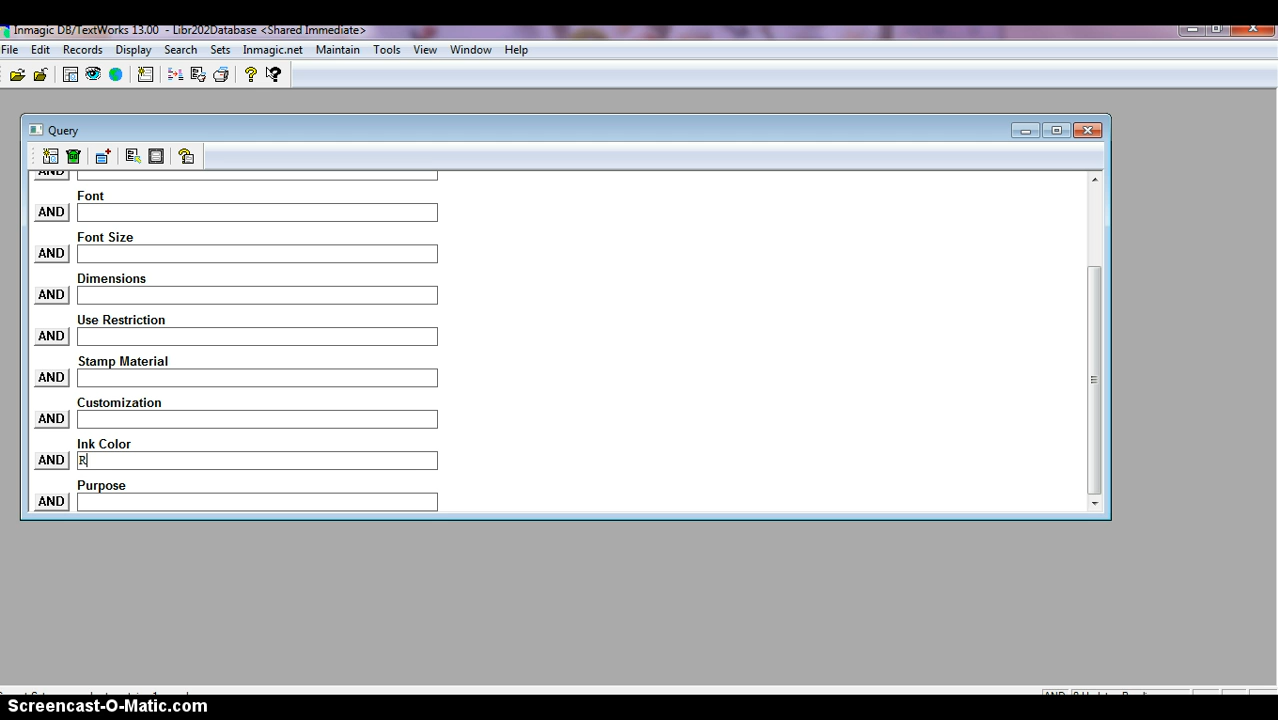 Inmagic DB/TextWorks 13.00 - Libr202Database <Shared Immediate>
File Edit Records Display Search Sets Inmagic.net Maintain Tools View Window Help
Query
AND
Font
AND
Font Size
AND
Dimensions
AND
Use Restriction
AND
Stamp Material
AND
Customization
AND
Ink Color
AND R
Purpose
AND
AND
Screencast-O-Matic.com